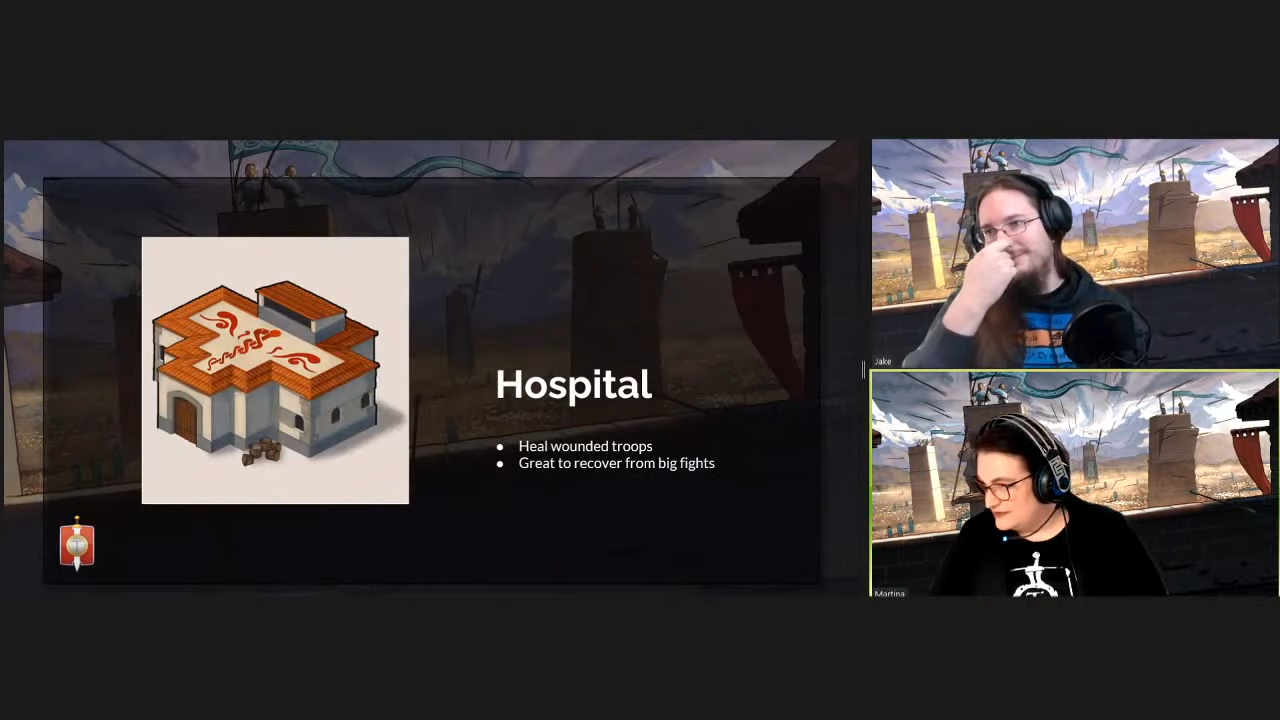 Hospital
● Heal wounded troops
● Great to recover from big fights
Jake
Martina